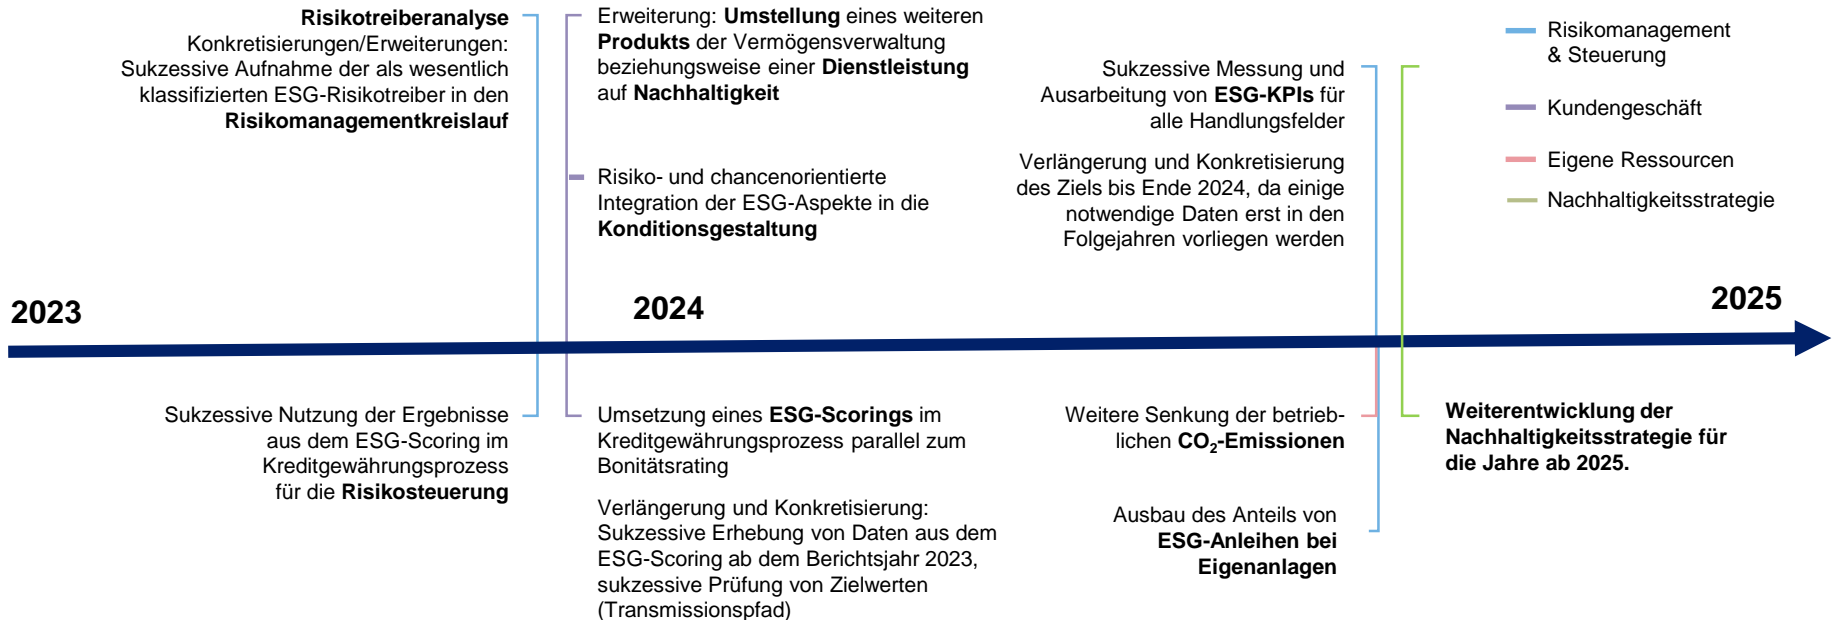 Risikotreiberanalyse
Konkretisierungen/Erweiterungen:
Sukzessive Aufnahme der als wesentlich
klassifizierten ESG-Risikotreiber in den
Risikomanagementkreislauf
Erweiterung: Umstellung eines weiteren
Produkts der Vermögensverwaltung
beziehungsweise einer Dienstleistung
auf Nachhaltigkeit
Risiko- und chancenorientierte
Integration der ESG-Aspekte in die
Konditionsgestaltung
Sukzessive Messung und
Ausarbeitung von ESG-KPIs für
alle Handlungsfelder
Verlängerung und Konkretisierung
des Ziels bis Ende 2024, da einige
notwendige Daten erst in den
Folgejahren vorliegen werden
Risikomanagement
& Steuerung
Kundengeschäft
Eigene Ressourcen
Nachhaltigkeitsstrategie
2023
2024
2025
Sukzessive Nutzung der Ergebnisse
aus dem ESG-Scoring im
Kreditgewährungsprozess
für die Risikosteuerung
Umsetzung eines ESG-Scorings im
Kreditgewährungsprozess parallel zum
Bonitätsrating
Verlängerung und Konkretisierung:
Sukzessive Erhebung von Daten aus dem
ESG-Scoring ab dem Berichtsjahr 2023,
sukzessive Prüfung von Zielwerten
(Transmissionspfad)
Weitere Senkung der betrieb-
lichen CO₂-Emissionen
Ausbau des Anteils von
ESG-Anleihen bei
Eigenanlagen
Weiterentwicklung der
Nachhaltigkeitsstrategie für
die Jahre ab 2025.